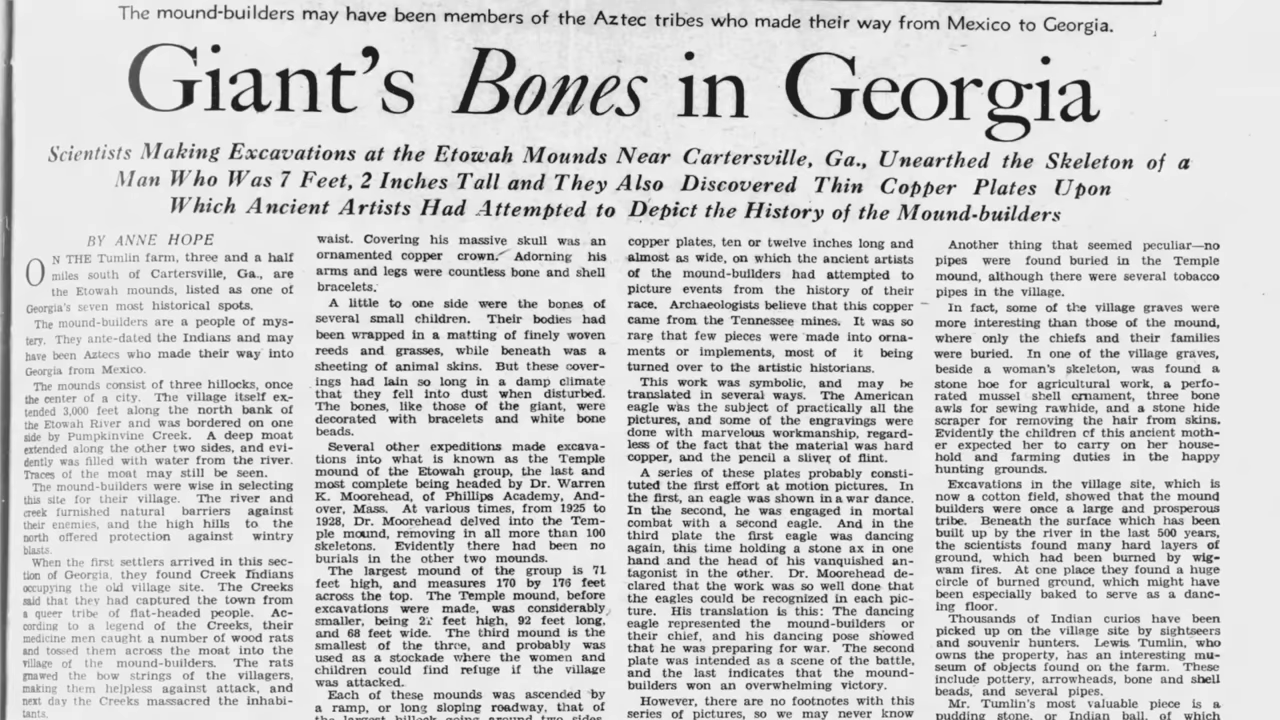 The mound-builders may have been members of the Aztec tribes who made their way from Mexico to Georgia.
Giant's Bones in Georgia
Scientists Making Excavations at the Etowah Mounds Near Cartersville, Ga., Unearthed the Skeleton of a
Man Who Was 7 Feet, 2 Inches Tall and They Also Discovered Thin Copper Plates Upon
Which Ancient Artists Had Attempted to Depict the History of the Mound-builders
BY ANNE HOPE
ON THE Tumlin farm, three and a half
miles south of Cartersville, Ga., are
the Etowah mounds, listed as one of
Georgia's seven most historical spots.
The mound-builders are a people of mys-
tery. They ante-dated the Indians and may
have been Aztecs who made their way into
Georgia from Mexico.
The mounds consist of three hillocks, once
the center of a city. The village itself ex-
tended 3,000 feet along the north bank of
the Etowah River and was bordered on one
side by Pumpkinvine Creek. A deep moat
extended along the other two sides, and evi-
dently was filled with water from the river.
Traces of the moat may still be seen.
The mound-builders were wise in selecting
this site for their village. The river and
creek furnished natural barriers against
their enemies, and the high hills to the
north offered protection against wintry
blasts.
When the first settlers arrived in this sec-
tion of Georgia, they found Creek Indians
occupying the old village site. The Creeks
said that they had captured the town from
a queer tribe of flat-headed people. Ac-
cording to a legend of the Creeks, their
medicine men caught a number of wood rats
and tossed them across the moat into the
village of the mound-builders. The rats
gnawed the bow strings of the villagers,
making them helpless against attack, and
next day the Creeks massacred the inhabi-
tants.
waist. Covering his massive skull was an
ornamented copper crown. Adorning his
arms and legs were countless bone and shell
bracelets.
A little to one side were the bones of
several small children. Their bodies had
been wrapped in a matting of finely woven
reeds and grasses, while beneath was a
sheeting of animal skins. But these cover-
ings had lain so long in a damp climate
that they fell into dust when disturbed.
The bones, like those of the giant, were
decorated with bracelets and white bone
beads.
Several other expeditions made excava-
tions into what is known as the Temple
mound of the Etowah group, the last and
most complete being headed by Dr. Warren
K. Moorehead, of Phillips Academy, And-
over, Mass. At various times, from 1925 to
1928, Dr. Moorehead delved into the Tem-
ple mound, removing in all more than 100
skeletons. Evidently there had been no
burials in the other two mounds.
The largest mound of the group is 71
feet high, and measures 170 by 176 feet
across the top. The Temple mound, before
excavations were made, was considerably
smaller, being feet high, 92 feet long,
and 68 feet wide. The third mound is the
smallest of the three, and probably was
used as a stockade where the women and
children could find refuge if the village
was attacked.
Each of these mounds was ascended by
a ramp, or long sloping roadway, that of
the largest hillock going around two sides
copper plates, ten or twelve inches long and
almost as wide, on which the ancient artists
of the mound-builders had attempted to
picture events from the history of their
race. Archaeologists believe that this copper
came from the Tennessee mines. It was so
rare that few pieces were made into orna-
ments or implements, most of it being
turned over to the artistic historians.
This work was symbolic, and may be
translated in several ways. The American
eagle was the subject of practically all the
pictures, and some of the engravings were
done with marvelous workmanship, regard-
less of the fact that the material was hard
copper, and the pencil a sliver of flint.
A series of these plates probably consti-
tuted the first effort at motion pictures. In
the first, an eagle was shown in a war dance.
In the second, he was engaged in mortal
combat with a second eagle. And in the
third plate the first eagle was dancing
again, this time holding a stone ax in one
hand and the head of his vanquished an-
tagonist in the other. Dr. Moorehead de-
clared that the work was so well done that
the eagles could be recognized in each pic-
ture. His translation is this: The dancing
eagle represented the mound-builders or
their chief, and his dancing pose showed
that he was preparing for war. The second
plate was intended as a scene of the battle,
and the last indicates that the mound-
builders won an overwhelming victory.
However, there are no footnotes with this
series of pictures, so we may never know
Another thing that seemed peculiar—no
pipes were found buried in the Temple
mound, although there were several tobacco
pipes in the village.
In fact, some of the village graves were
more interesting than those of the mound,
where only the chiefs and their families
were buried. In one of the village graves,
beside a woman's skeleton, was found a
stone hoe for agricultural work, a perfo-
rated mussel shell ornament, three bone
awls for sewing rawhide, and a stone hide
scraper for removing the hair from skins.
Evidently the children of this ancient moth-
er expected her to carry on her house-
hold and farming duties in the happy
hunting grounds.
Excavations in the village site, which is
now a cotton field, showed that the mound
builders were once a large and prosperous
tribe. Beneath the surface which has been
built up by the river in the last 500 years,
the scientists found many hard layers of
ground, which had been burned by wig-
wam fires. At one place they found a huge
circle of burned ground, which might have
been especially baked to serve as a danc-
ing floor.
Thousands of Indian curios have been
picked up on the village site by sightseers
and souvenir hunters. Lewis Tumlin, who
owns the property, has an interesting mu-
seum of objects found on the farm. These
include pottery, arrowheads, bone and shell
beads, and several pipes.
Mr. Tumlin's most valuable piece is a
pudding stone, or Indian ball, of which